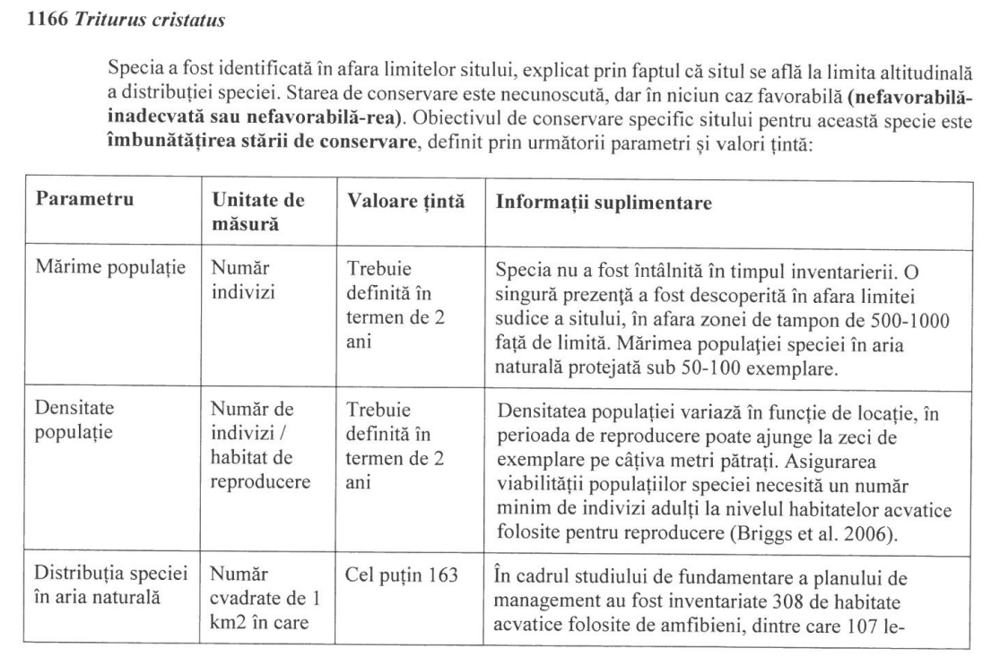 1166 Triturus cristatus
Specia a fost identificată în afara limitelor sitului, explicat prin faptul că situl se află la limita altitudinală
a distribuției speciei. Starea de conservare este necunoscută, dar în niciun caz favorabilă (nefavorabilă-
inadecvată sau nefavorabilă-rea). Obiectivul de conservare specific sitului pentru această specie este
îmbunătățirea stării de conservare, definit prin următorii parametri și valori țintă:
Parametru
Unitate de
măsură
Valoare țintă
Informații suplimentare
Mărime populație
Număr
indivizi
Trebuie
definită în
termen de 2
ani
Specia nu a fost întâlnită în timpul inventarierii. O
singură prezență a fost descoperită în afara limitei
sudice a sitului, în afara zonei de tampon de 500-1000
față de limită. Mărimea populației speciei în aria
naturală protejată sub 50-100 exemplare.
Densitate
populație
Număr de
indivizi /
habitat de
reproducere
Trebuie
definită în
termen de 2
ani
Densitatea populației variază în funcție de locație, în
perioada de reproducere poate ajunge la zeci de
exemplare pe câțiva metri pătrați. Asigurarea
viabilității populațiilor speciei necesită un număr
minim de indivizi adulți la nivelul habitatelor acvatice
folosite pentru reproducere (Briggs et al. 2006).
Distribuția speciei
în aria naturală
Număr
cvadrate de 1
km2 în care
Cel puțin 163
În cadrul studiului de fundamentare a planului de
management au fost inventariate 308 de habitate
acvatice folosite de amfibieni, dintre care 107 le-